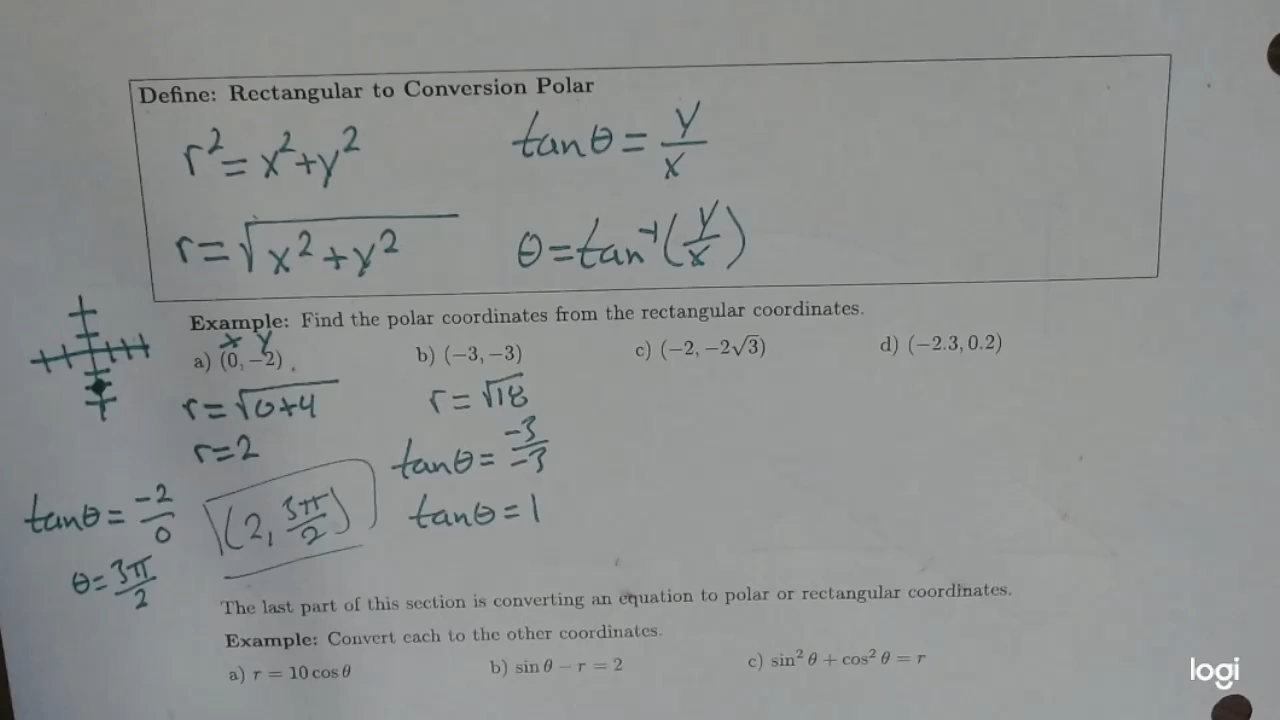 Define: Rectangular to Conversion Polar
r² = x² + y²
tanθ = y/x
r = √(x² + y²)
θ = tan⁻¹(y/x)
Example: Find the polar coordinates from the rectangular coordinates.
x y
a) (0, −2)
b) (−3, −3)
c) (−2, −2√3)
d) (−2.3, 0.2)
r = √(0+4)
r = √18
r = 2
tanθ = −3/−3
tanθ = −2/0
(2, 3π/2)
tanθ = 1
θ = 3π/2
The last part of this section is converting an equation to polar or rectangular coordinates.
Example: Convert each to the other coordinates.
a) r = 10 cos θ
b) sin θ − r = 2
c) sin² θ + cos² θ = r
logi